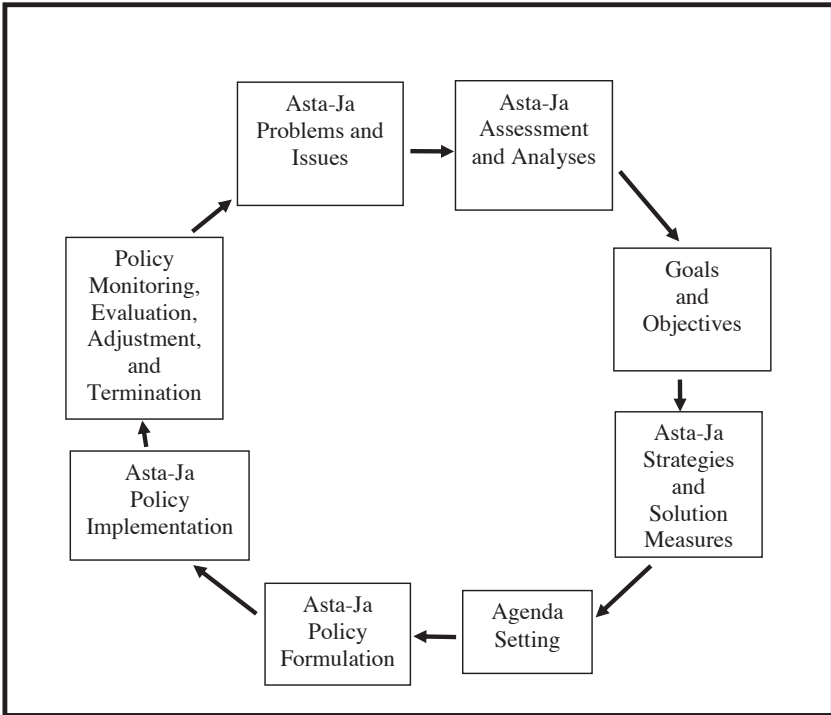 Asta-Ja
Problems and
Issues
Asta-Ja
Assessment
and Analyses
Goals
and
Objectives
Asta-Ja
Strategies
and
Solution
Measures
Agenda
Setting
Asta-Ja
Policy
Formulation
Asta-Ja
Policy
Implementation
Policy
Monitoring,
Evaluation,
Adjustment,
and
Termination